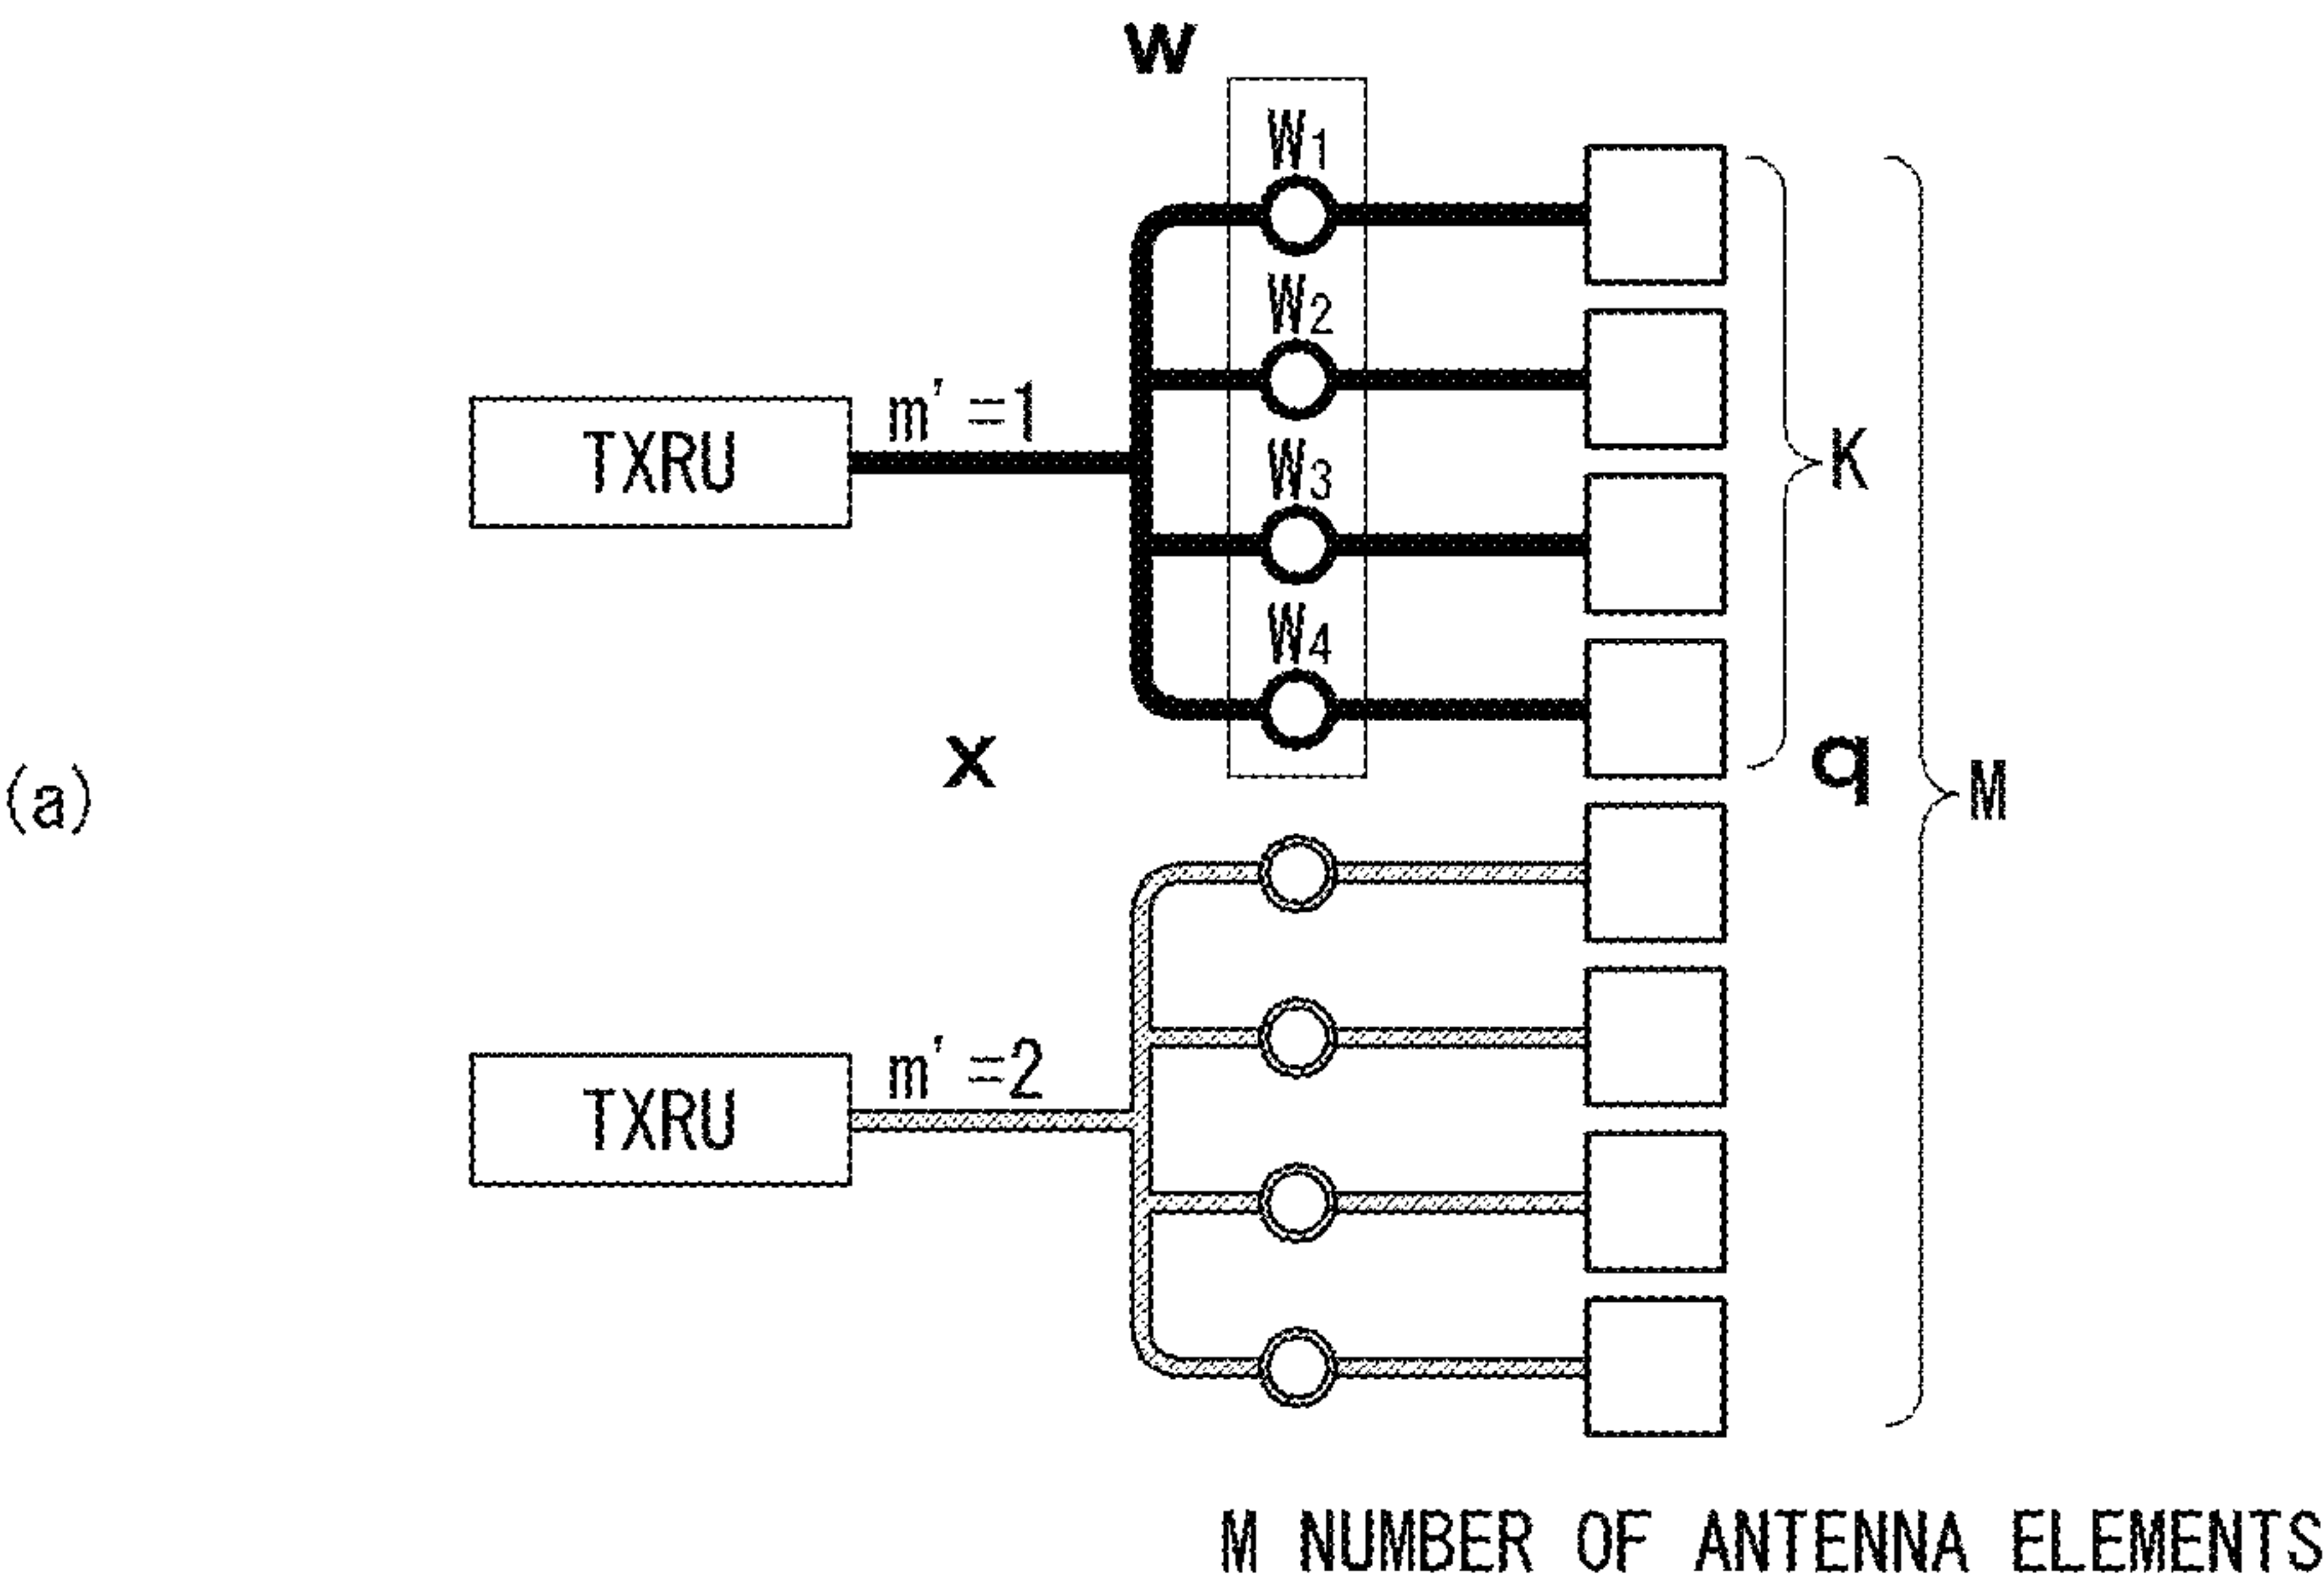 w
W1
W2
TXRU
m'=1
K
W3
W4
x
q
(a)
M
TXRU
m'=2
M NUMBER OF ANTENNA ELEMENTS